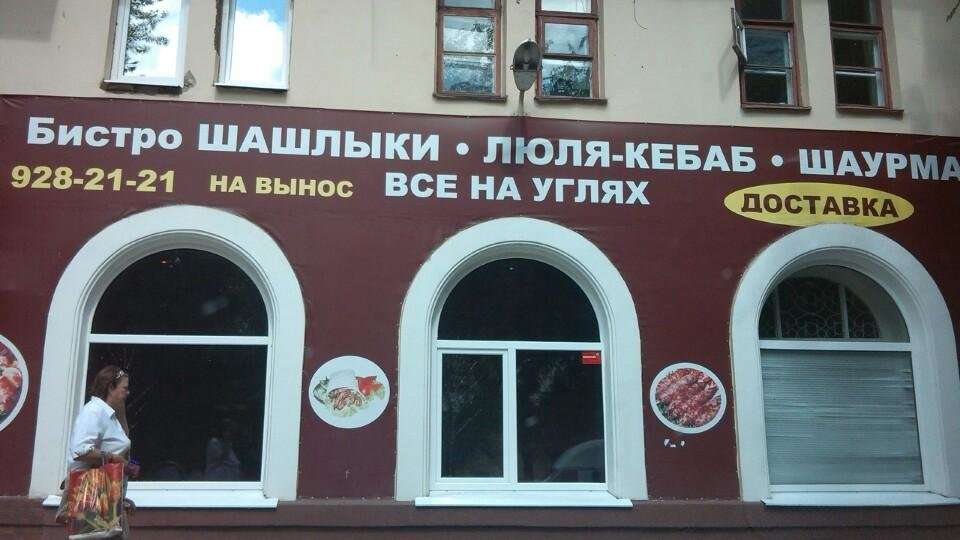 Бистро ШАШЛЫКИ • ЛЮЛЯ-КЕБАБ • ШАУРМА
928-21-21 НА ВЫНОС ВСЕ НА УГЛЯХ ДОСТАВКА